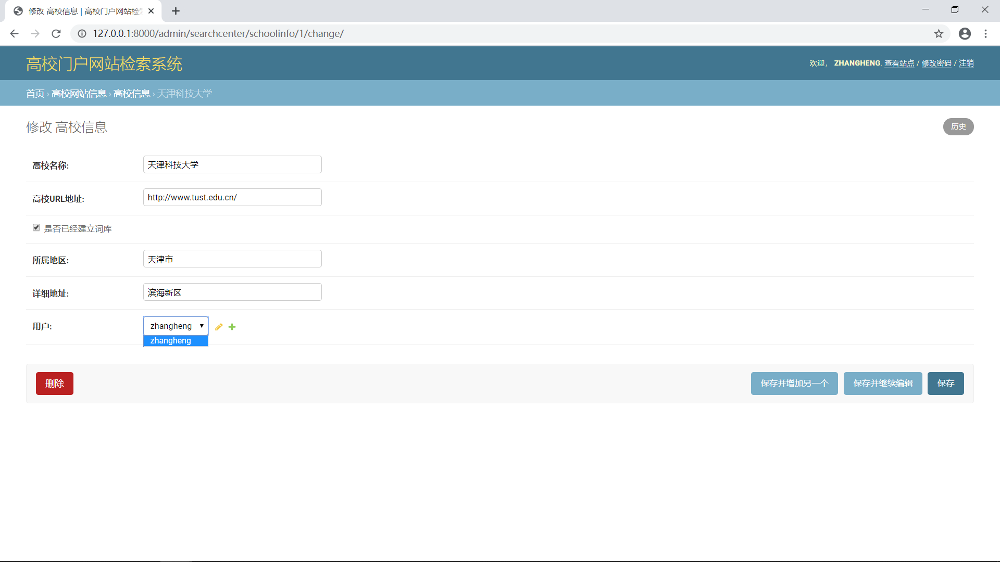 修改 高校信息 | 高校门户网站检
127.0.0.1:8000/admin/searchcenter/schoolinfo/1/change/
高校门户网站检索系统
欢迎， ZHANGHENG. 查看站点 / 修改密码 / 注销
首页 › 高校网站信息 › 高校信息 › 天津科技大学
修改 高校信息
历史
高校名称: 天津科技大学
高校URL地址: http://www.tust.edu.cn/
是否已经建立词库
所属地区: 天津市
详细地址: 滨海新区
用户: zhangheng
zhangheng
删除 保存并增加另一个 保存并继续编辑 保存